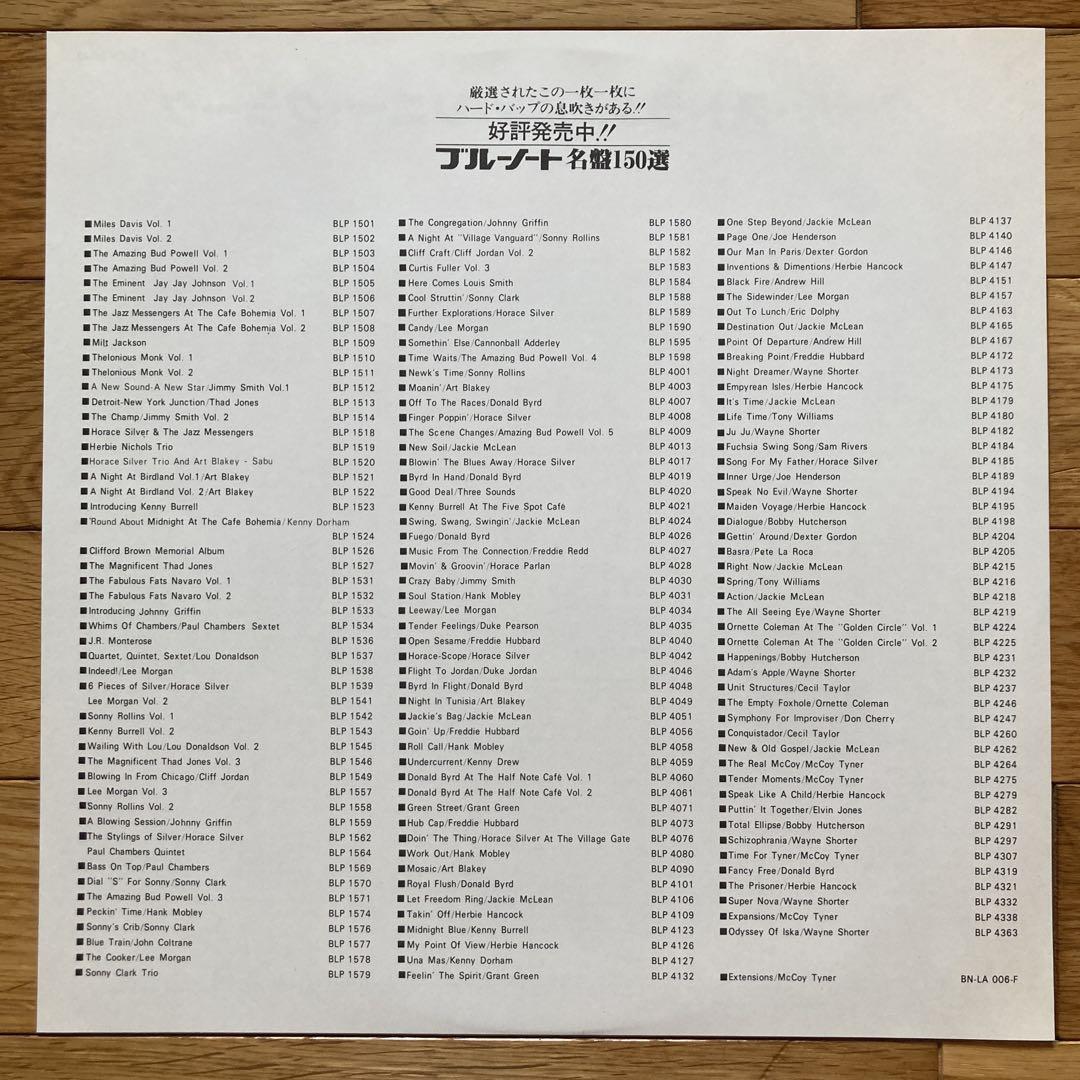 厳選されたこの一枚一枚に
ハード・バップの息吹きがある!!
好評発売中!!
ブルーノート名盤150選
■Miles Davis Vol. 1 BLP 1501
■Miles Davis Vol. 2 BLP 1502
■The Amazing Bud Powell Vol. 1 BLP 1503
■The Amazing Bud Powell Vol. 2 BLP 1504
■The Eminent Jay Jay Johnson Vol.1 BLP 1505
■The Eminent Jay Jay Johnson Vol.2 BLP 1506
■The Jazz Messengers At The Cafe Bohemia Vol. 1 BLP 1507
■The Jazz Messengers At The Cafe Bohemia Vol. 2 BLP 1508
■Milt Jackson BLP 1509
■Thelonious Monk Vol. 1 BLP 1510
■Thelonious Monk Vol. 2 BLP 1511
■A New Sound-A New Star/Jimmy Smith Vol.1 BLP 1512
■Detroit-New York Junction/Thad Jones BLP 1513
■The Champ/Jimmy Smith Vol. 2 BLP 1514
■Horace Silver & The Jazz Messengers BLP 1518
■Herbie Nichols Trio BLP 1519
■Horace Silver Trio And Art Blakey - Sabu BLP 1520
■A Night At Birdland Vol.1/Art Blakey BLP 1521
■A Night At Birdland Vol. 2/Art Blakey BLP 1522
■Introducing Kenny Burrell BLP 1523
■'Round About Midnight At The Cafe Bohemia/Kenny Dorham
BLP 1524
■Clifford Brown Memorial Album BLP 1526
■The Magnificent Thad Jones BLP 1527
■The Fabulous Fats Navaro Vol. 1 BLP 1531
■The Fabulous Fats Navaro Vol. 2 BLP 1532
■Introducing Johnny Griffin BLP 1533
■Whims Of Chambers/Paul Chambers Sextet BLP 1534
■J.R. Monterose BLP 1536
■Quartet, Quintet, Sextet/Lou Donaldson BLP 1537
■Indeed!/Lee Morgan BLP 1538
■6 Pieces of Silver/Horace Silver BLP 1539
Lee Morgan Vol. 2 BLP 1541
■Sonny Rollins Vol. 1 BLP 1542
■Kenny Burrell Vol. 2 BLP 1543
■Wailing With Lou/Lou Donaldson Vol. 2 BLP 1545
■The Magnificent Thad Jones Vol. 3 BLP 1546
■Blowing In From Chicago/Cliff Jordan BLP 1549
■Lee Morgan Vol. 3 BLP 1557
■Sonny Rollins Vol. 2 BLP 1558
■A Blowing Session/Johnny Griffin BLP 1559
■The Stylings of Silver/Horace Silver BLP 1562
Paul Chambers Quintet BLP 1564
■Bass On Top/Paul Chambers BLP 1569
■Dial "S" For Sonny/Sonny Clark BLP 1570
■The Amazing Bud Powell Vol. 3 BLP 1571
■Peckin' Time/Hank Mobley BLP 1574
■Sonny's Crib/Sonny Clark BLP 1576
■Blue Train/John Coltrane BLP 1577
■The Cooker/Lee Morgan BLP 1578
■Sonny Clark Trio BLP 1579
■The Congregation/Johnny Griffin BLP 1580
■A Night At "Village Vanguard"/Sonny Rollins BLP 1581
■Cliff Craft/Cliff Jordan Vol. 2 BLP 1582
■Curtis Fuller Vol. 3 BLP 1583
■Here Comes Louis Smith BLP 1584
■Cool Struttin'/Sonny Clark BLP 1588
■Further Explorations/Horace Silver BLP 1589
■Candy/Lee Morgan BLP 1590
■Somethin' Else/Cannonball Adderley BLP 1595
■Time Waits/The Amazing Bud Powell Vol. 4 BLP 1598
■Newk's Time/Sonny Rollins BLP 4001
■Moanin'/Art Blakey BLP 4003
■Off To The Races/Donald Byrd BLP 4007
■Finger Poppin'/Horace Silver BLP 4008
■The Scene Changes/Amazing Bud Powell Vol. 5 BLP 4009
■New Soil/Jackie McLean BLP 4013
■Blowin' The Blues Away/Horace Silver BLP 4017
■Byrd In Hand/Donald Byrd BLP 4019
■Good Deal/Three Sounds BLP 4020
■Kenny Burrell At The Five Spot Café BLP 4021
■Swing, Swang, Swingin'/Jackie McLean BLP 4024
■Fuego/Donald Byrd BLP 4026
■Music From The Connection/Freddie Redd BLP 4027
■Movin' & Groovin'/Horace Parlan BLP 4028
■Crazy Baby/Jimmy Smith BLP 4030
■Soul Station/Hank Mobley BLP 4031
■Leeway/Lee Morgan BLP 4034
■Tender Feelings/Duke Pearson BLP 4035
■Open Sesame/Freddie Hubbard BLP 4040
■Horace-Scope/Horace Silver BLP 4042
■Flight To Jordan/Duke Jordan BLP 4046
■Byrd In Flight/Donald Byrd BLP 4048
■Night In Tunisia/Art Blakey BLP 4049
■Jackie's Bag/Jackie McLean BLP 4051
■Goin' Up/Freddie Hubbard BLP 4056
■Roll Call/Hank Mobley BLP 4058
■Undercurrent/Kenny Drew BLP 4059
■Donald Byrd At The Half Note Café Vol. 1 BLP 4060
■Donald Byrd At The Half Note Café Vol. 2 BLP 4061
■Green Street/Grant Green BLP 4071
■Hub Cap/Freddie Hubbard BLP 4073
■Doin' The Thing/Horace Silver At The Village Gate BLP 4076
■Work Out/Hank Mobley BLP 4080
■Mosaic/Art Blakey BLP 4090
■Royal Flush/Donald Byrd BLP 4101
■Let Freedom Ring/Jackie McLean BLP 4106
■Takin' Off/Herbie Hancock BLP 4109
■Midnight Blue/Kenny Burrell BLP 4123
■My Point Of View/Herbie Hancock BLP 4126
■Una Mas/Kenny Dorham BLP 4127
■Feelin' The Spirit/Grant Green BLP 4132
■One Step Beyond/Jackie McLean BLP 4137
■Page One/Joe Henderson BLP 4140
■Our Man In Paris/Dexter Gordon BLP 4146
■Inventions & Dimentions/Herbie Hancock BLP 4147
■Black Fire/Andrew Hill BLP 4151
■The Sidewinder/Lee Morgan BLP 4157
■Out To Lunch/Eric Dolphy BLP 4163
■Destination Out/Jackie McLean BLP 4165
■Point Of Departure/Andrew Hill BLP 4167
■Breaking Point/Freddie Hubbard BLP 4172
■Night Dreamer/Wayne Shorter BLP 4173
■Empyrean Isles/Herbie Hancock BLP 4175
■It's Time/Jackie McLean BLP 4179
■Life Time/Tony Williams BLP 4180
■Ju Ju/Wayne Shorter BLP 4182
■Fuchsia Swing Song/Sam Rivers BLP 4184
■Song For My Father/Horace Silver BLP 4185
■Inner Urge/Joe Henderson BLP 4189
■Speak No Evil/Wayne Shorter BLP 4194
■Maiden Voyage/Herbie Hancock BLP 4195
■Dialogue/Bobby Hutcherson BLP 4198
■Gettin' Around/Dexter Gordon BLP 4204
■Basra/Pete La Roca BLP 4205
■Right Now/Jackie McLean BLP 4215
■Spring/Tony Williams BLP 4216
■Action/Jackie McLean BLP 4218
■The All Seeing Eye/Wayne Shorter BLP 4219
■Ornette Coleman At The "Golden Circle" Vol. 1 BLP 4224
■Ornette Coleman At The "Golden Circle" Vol. 2 BLP 4225
■Happenings/Bobby Hutcherson BLP 4231
■Adam's Apple/Wayne Shorter BLP 4232
■Unit Structures/Cecil Taylor BLP 4237
■The Empty Foxhole/Ornette Coleman BLP 4246
■Symphony For Improviser/Don Cherry BLP 4247
■Conquistador/Cecil Taylor BLP 4260
■New & Old Gospel/Jackie McLean BLP 4262
■The Real McCoy/McCoy Tyner BLP 4264
■Tender Moments/McCoy Tyner BLP 4275
■Speak Like A Child/Herbie Hancock BLP 4279
■Puttin' It Together/Elvin Jones BLP 4282
■Total Ellipse/Bobby Hutcherson BLP 4291
■Schizophrania/Wayne Shorter BLP 4297
■Time For Tyner/McCoy Tyner BLP 4307
■Fancy Free/Donald Byrd BLP 4319
■The Prisoner/Herbie Hancock BLP 4321
■Super Nova/Wayne Shorter BLP 4332
■Expansions/McCoy Tyner BLP 4338
■Odyssey Of Iska/Wayne Shorter BLP 4363
■Extensions/McCoy Tyner BN-LA 006-F